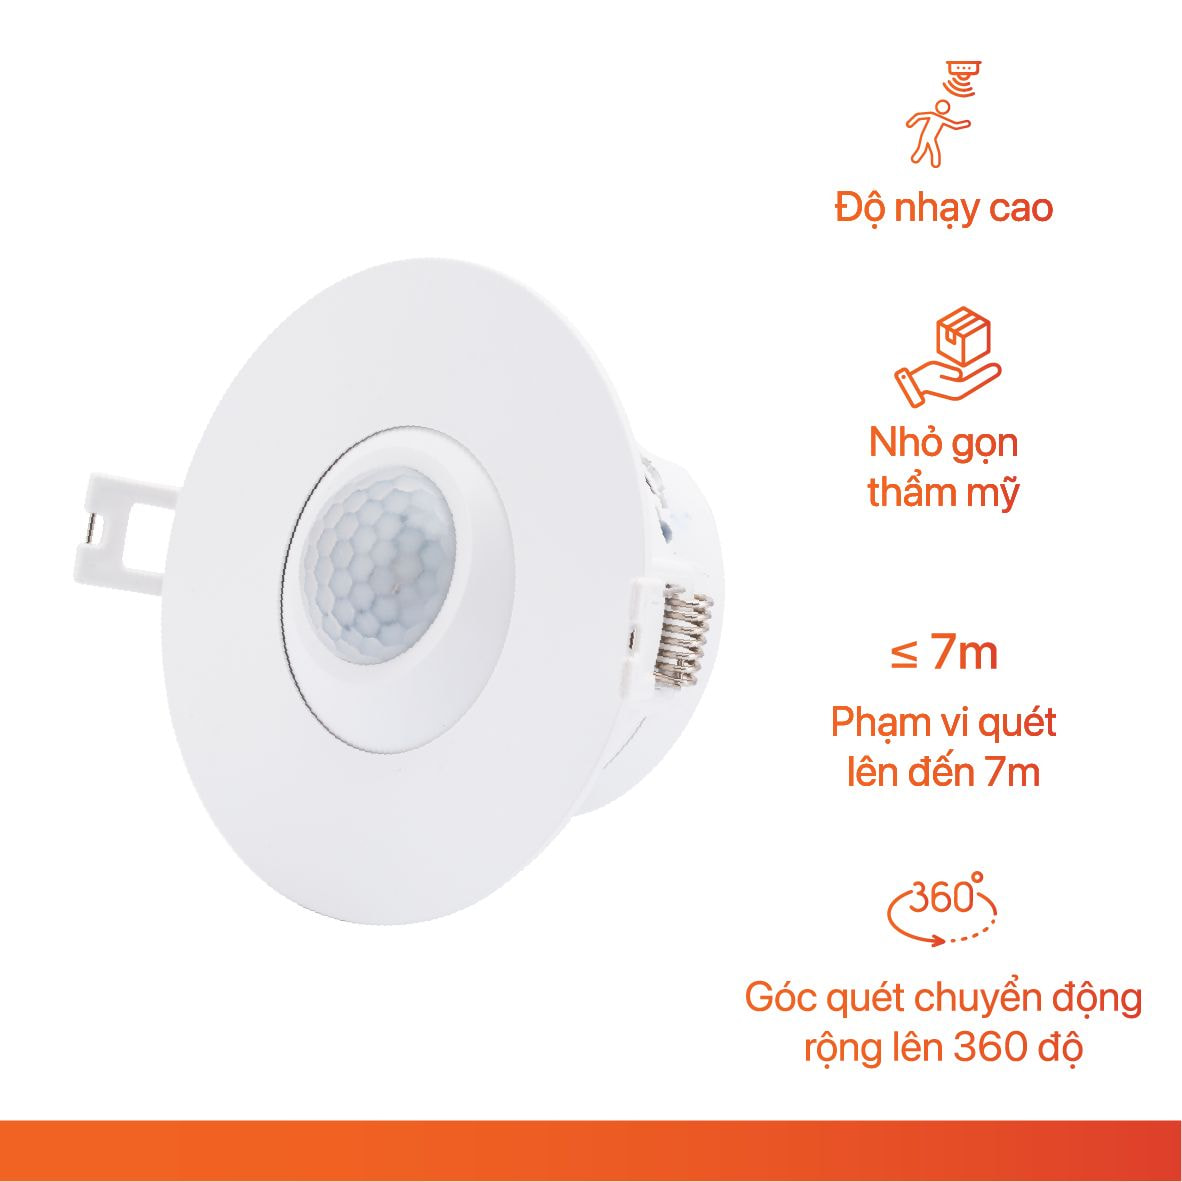 Độ nhạy cao
Nhỏ gọn
thẩm mỹ
≤ 7m
Phạm vi quét
lên đến 7m
360°
Góc quét chuyển động
rộng lên 360 độ